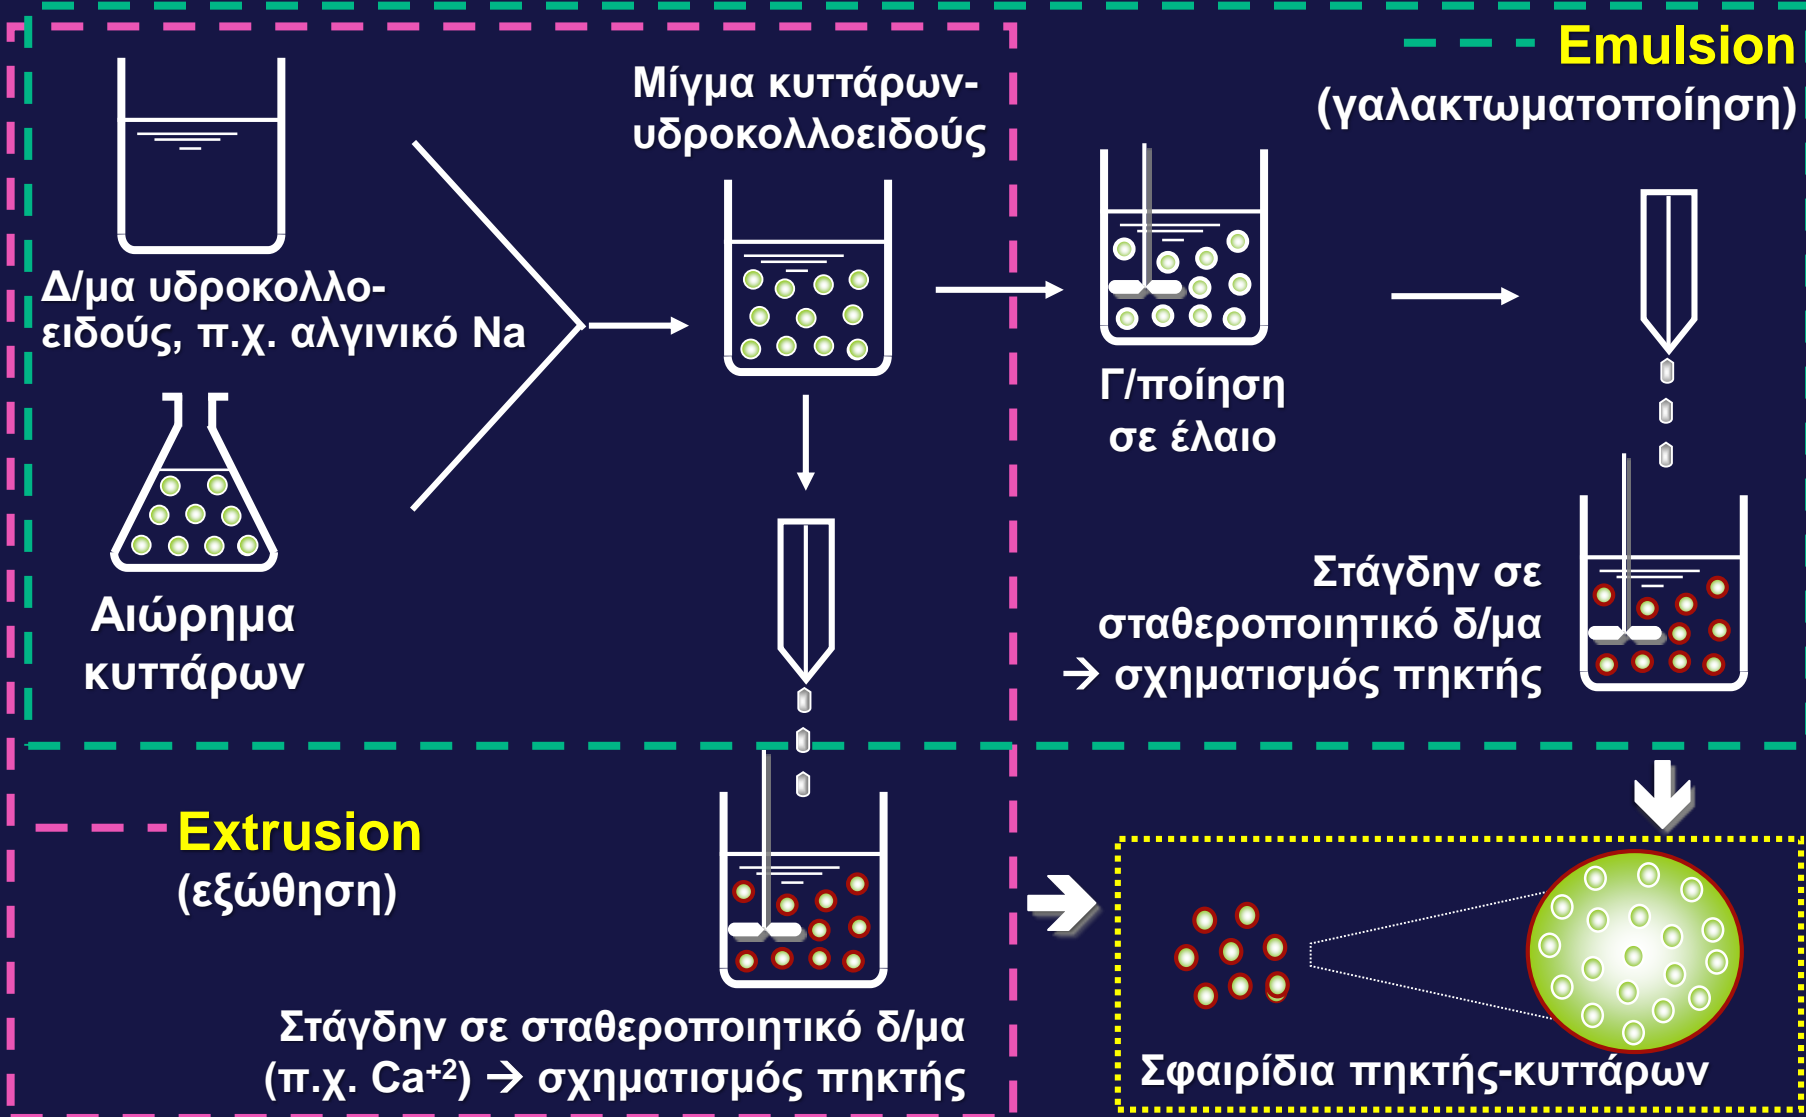 Emulsion
(γαλακτωματοποίηση)
Μίγμα κυττάρων-
υδροκολλοειδούς
Δ/μα υδροκολλο-
ειδούς, π.χ. αλγινικό Na
Αιώρημα
κυττάρων
Γ/ποίηση
σε έλαιο
Στάγδην σε
σταθεροποιητικό δ/μα
→ σχηματισμός πηκτής
Extrusion
(εξώθηση)
Στάγδην σε σταθεροποιητικό δ/μα
(π.χ. Ca⁺²) → σχηματισμός πηκτής
Σφαιρίδια πηκτής-κυττάρων